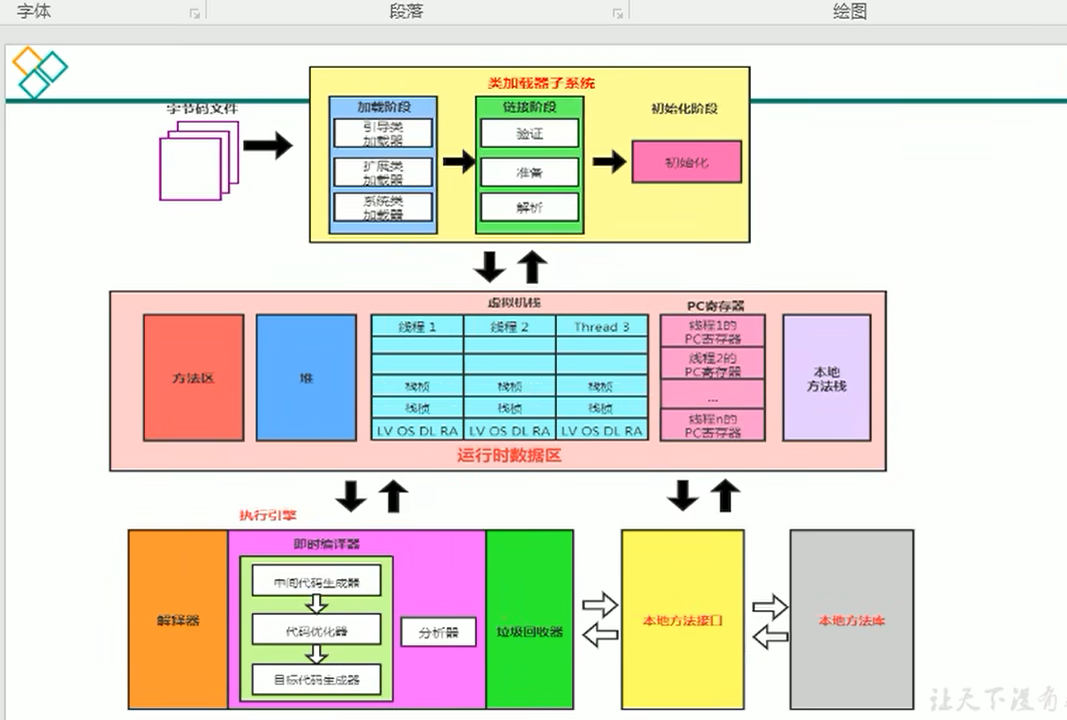 字体
段落
绘图
字节码文件
类加载器子系统
加载阶段
引导类
加载器
扩展类
加载器
系统类
加载器
链接阶段
验证
准备
解析
初始化阶段
初始化
方法区
堆
虚拟机栈
线程 1
线程 2
Thread 3
栈桢
栈桢
栈桢
栈桢
栈桢
栈桢
LV OS DL RA
LV OS DL RA
LV OS DL RA
PC寄存器
线程1的
PC寄存器
线程2的
PC寄存器
...
线程n的
PC寄存器
本地
方法栈
运行时数据区
执行引擎
解释器
即时编译器
中间代码生成器
代码优化器
目标代码生成器
分析器
垃圾回收器
本地方法接口
本地方法库
让天下没有